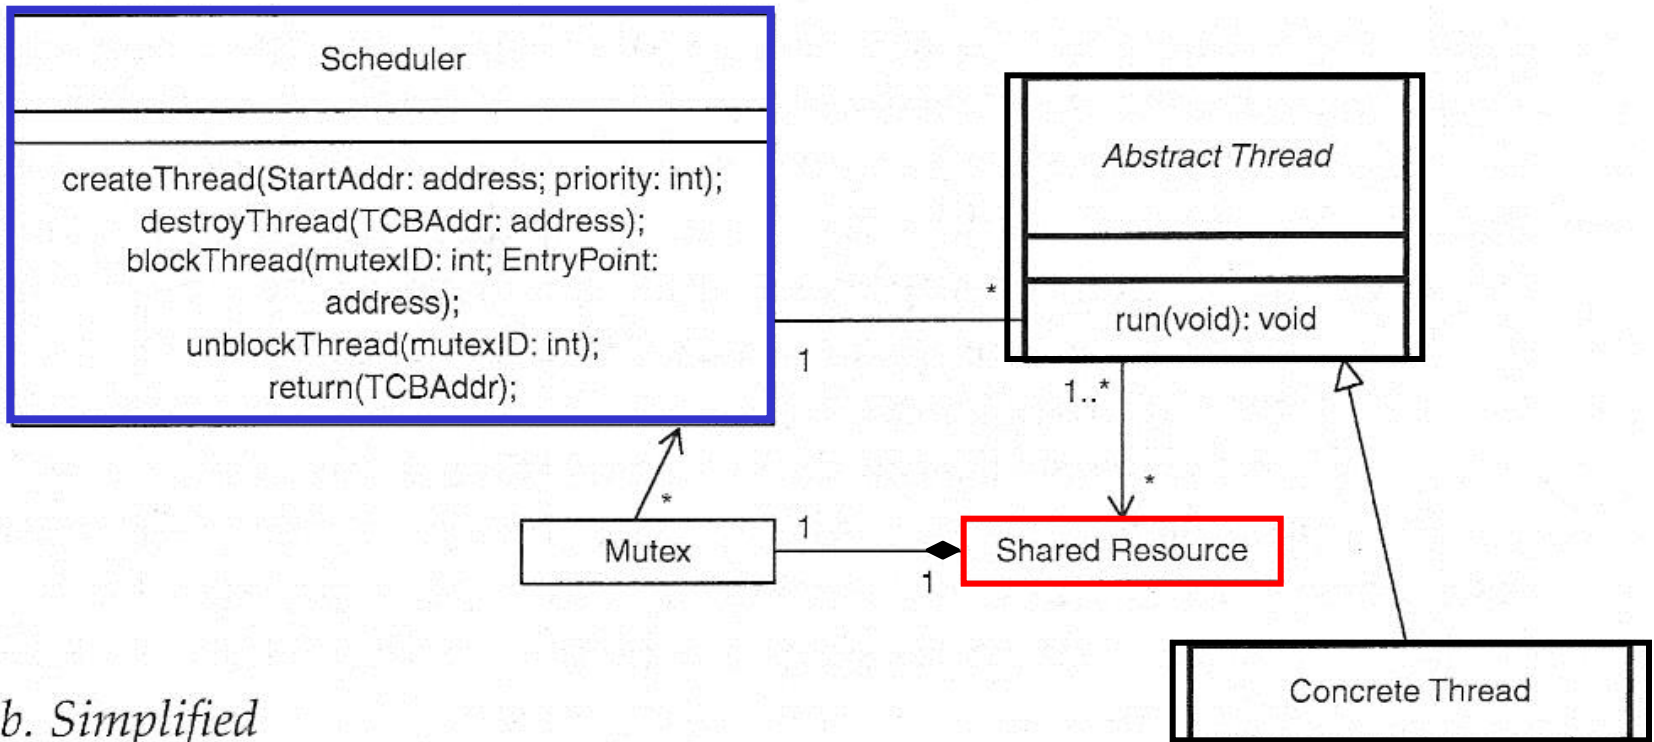 Scheduler
createThread(StartAddr: address; priority: int);
destroyThread(TCBAddr: address);
blockThread(mutexID: int; EntryPoint:
address);
unblockThread(mutexID: int);
return(TCBAddr);
Abstract Thread
run(void): void
*
1
1..*
*
*
Mutex
1
1
Shared Resource
Concrete Thread
b. Simplified